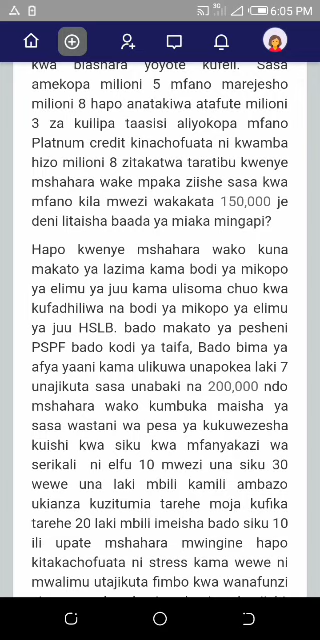 3G
6:05 PM
kwa biashara yoyote kufeli. Sasa
amekopa milioni 5 mfano marejesho
milioni 8 hapo anatakiwa atafute milioni
3 za kuilipa taasisi aliyokopa mfano
Platnum credit kinachofuata ni kwamba
hizo milioni 8 zitakatwa taratibu kwenye
mshahara wake mpaka ziishe sasa kwa
mfano kila mwezi wakakata 150,000 je
deni litaisha baada ya miaka mingapi?
Hapo kwenye mshahara wako kuna
makato ya lazima kama bodi ya mikopo
ya elimu ya juu kama ulisoma chuo kwa
kufadhiliwa na bodi ya mikopo ya elimu
ya juu HSLB. bado makato ya pesheni
PSPF bado kodi ya taifa, Bado bima ya
afya yaani kama ulikuwa unapokea laki 7
unajikuta sasa unabaki na 200,000 ndo
mshahara wako kumbuka maisha ya
sasa wastani wa pesa ya kukuwezesha
kuishi kwa siku kwa mfanyakazi wa
serikali ni elfu 10 mwezi una siku 30
wewe una laki mbili kamili ambazo
ukianza kuzitumia tarehe moja kufika
tarehe 20 laki mbili imeisha bado siku 10
ili upate mshahara mwingine hapo
kitakachofuata ni stress kama wewe ni
mwalimu utajikuta fimbo kwa wanafunzi